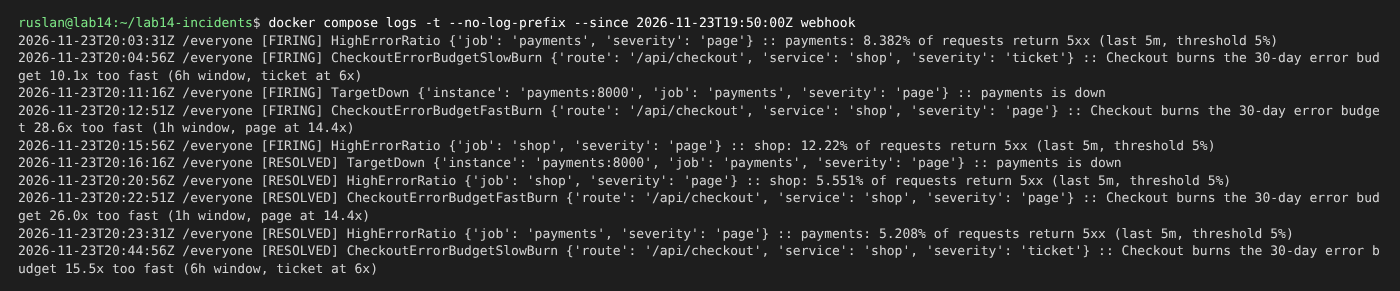 ruslan@lab14:~/lab14-incidents$ docker compose logs -t --no-log-prefix --since 2026-11-23T19:50:00Z webhook
2026-11-23T20:03:31Z /everyone [FIRING] HighErrorRatio {'job': 'payments', 'severity': 'page'} :: payments: 8.382% of requests return 5xx (last 5m, threshold 5%)
2026-11-23T20:04:56Z /everyone [FIRING] CheckoutErrorBudgetSlowBurn {'route': '/api/checkout', 'service': 'shop', 'severity': 'ticket'} :: Checkout burns the 30-day error bud
get 10.1x too fast (6h window, ticket at 6x)
2026-11-23T20:11:16Z /everyone [FIRING] TargetDown {'instance': 'payments:8000', 'job': 'payments', 'severity': 'page'} :: payments is down
2026-11-23T20:12:51Z /everyone [FIRING] CheckoutErrorBudgetFastBurn {'route': '/api/checkout', 'service': 'shop', 'severity': 'page'} :: Checkout burns the 30-day error budge
t 28.6x too fast (1h window, page at 14.4x)
2026-11-23T20:15:56Z /everyone [FIRING] HighErrorRatio {'job': 'shop', 'severity': 'page'} :: shop: 12.22% of requests return 5xx (last 5m, threshold 5%)
2026-11-23T20:16:16Z /everyone [RESOLVED] TargetDown {'instance': 'payments:8000', 'job': 'payments', 'severity': 'page'} :: payments is down
2026-11-23T20:20:56Z /everyone [RESOLVED] HighErrorRatio {'job': 'shop', 'severity': 'page'} :: shop: 5.551% of requests return 5xx (last 5m, threshold 5%)
2026-11-23T20:22:51Z /everyone [RESOLVED] CheckoutErrorBudgetFastBurn {'route': '/api/checkout', 'service': 'shop', 'severity': 'page'} :: Checkout burns the 30-day error bud
get 26.0x too fast (1h window, page at 14.4x)
2026-11-23T20:23:31Z /everyone [RESOLVED] HighErrorRatio {'job': 'payments', 'severity': 'page'} :: payments: 5.208% of requests return 5xx (last 5m, threshold 5%)
2026-11-23T20:44:56Z /everyone [RESOLVED] CheckoutErrorBudgetSlowBurn {'route': '/api/checkout', 'service': 'shop', 'severity': 'ticket'} :: Checkout burns the 30-day error b
udget 15.5x too fast (6h window, ticket at 6x)